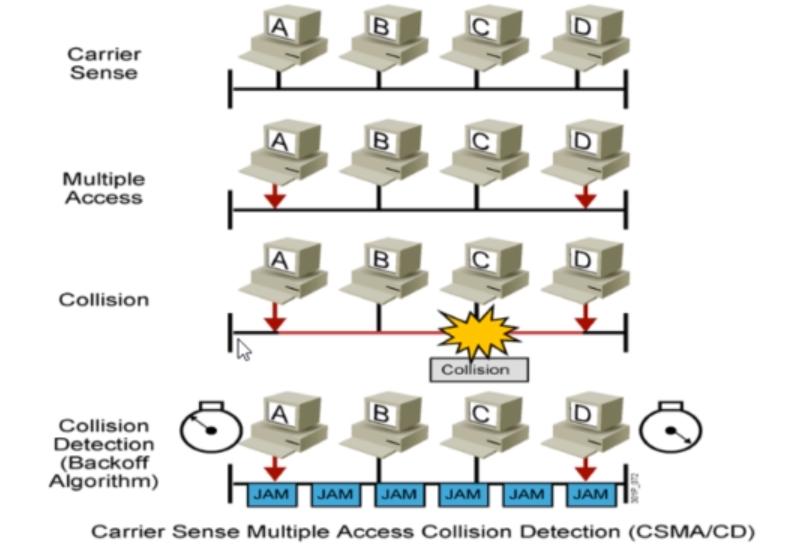 A B C D
Carrier
Sense
A B C D
Multiple
Access
A B C D
Collision
Collision
A B C D
Collision
Detection
(Backoff
Algorithm)
JAM JAM JAM JAM JAM JAM
Carrier Sense Multiple Access Collision Detection (CSMA/CD)